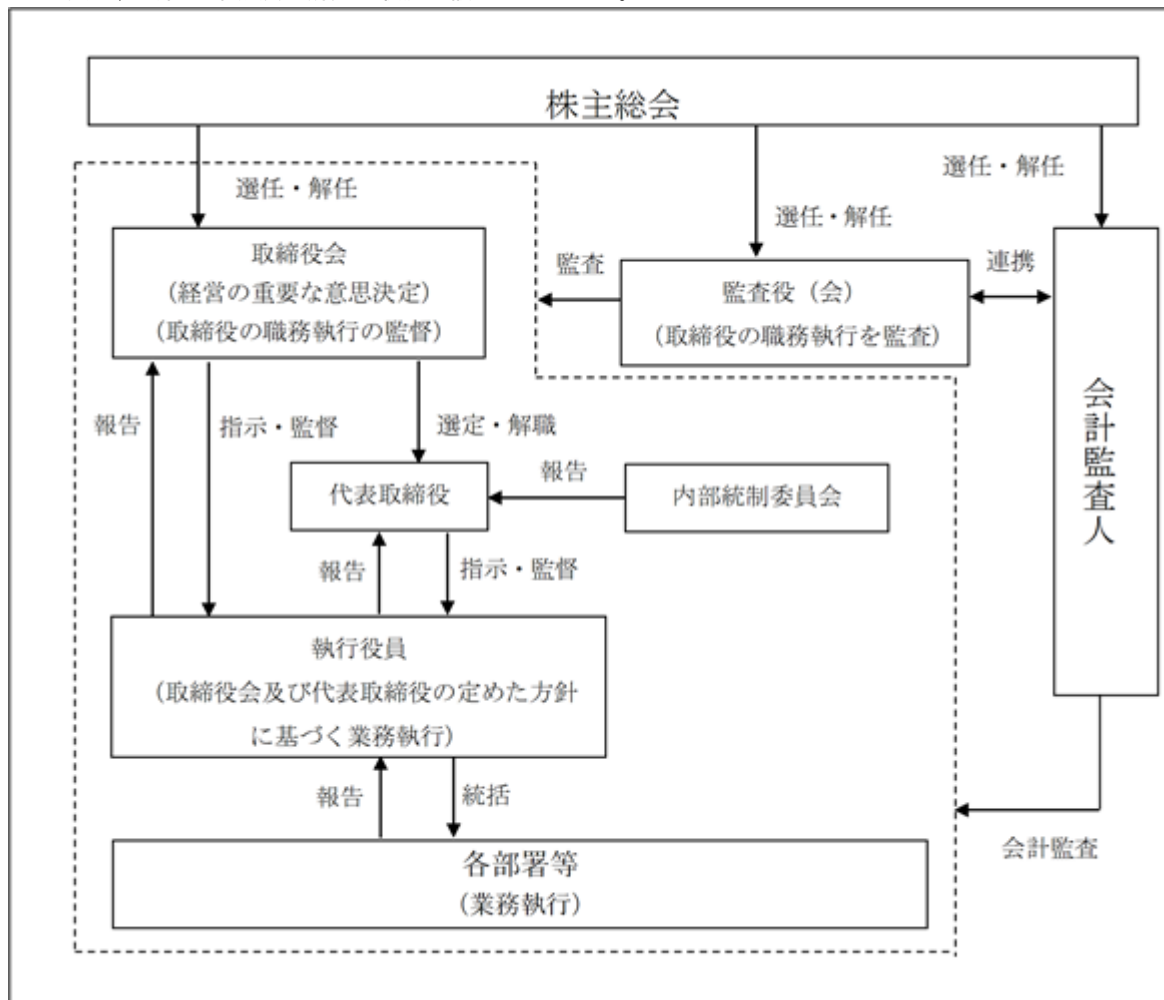 株主総会
選任・解任
選任・解任
選任・解任
取締役会
(経営の重要な意思決定)
(取締役の職務執行の監督)
監査
監査役（会）
(取締役の職務執行を監査)
連携
会計監査人
報告
指示・監督
選定・解職
代表取締役
報告
内部統制委員会
報告
指示・監督
執行役員
(取締役会及び代表取締役の定めた方針
に基づく業務執行)
報告
統括
会計監査
各部署等
(業務執行)